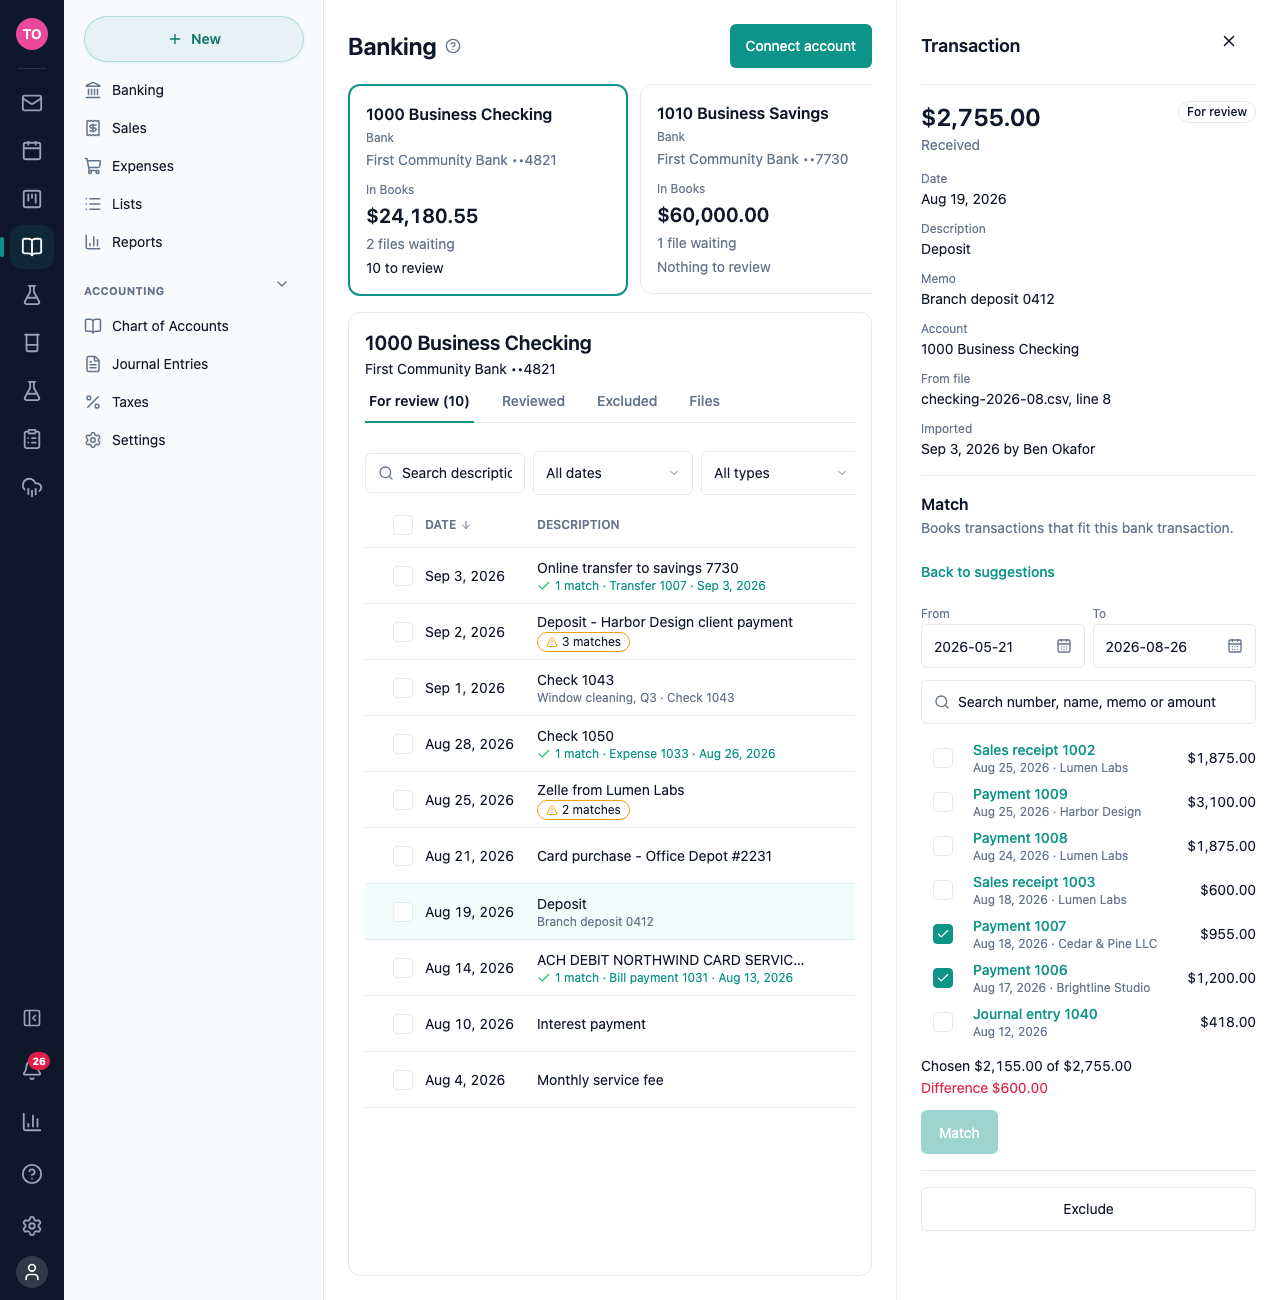 TO
26
New
Banking
Sales
Expenses
Lists
Reports
ACCOUNTING
Chart of Accounts
Journal Entries
Taxes
Settings
Banking
Connect account
1000 Business Checking
Bank
First Community Bank ••4821
In Books
$24,180.55
2 files waiting
10 to review
1010 Business Savings
Bank
First Community Bank ••7730
In Books
$60,000.00
1 file waiting
Nothing to review
1000 Business Checking
First Community Bank ••4821
For review (10) Reviewed Excluded Files
Search descriptic All dates All types
DATE DESCRIPTION
Sep 3, 2026 Online transfer to savings 7730
1 match · Transfer 1007 · Sep 3, 2026
Sep 2, 2026 Deposit - Harbor Design client payment
3 matches
Sep 1, 2026 Check 1043
Window cleaning, Q3 · Check 1043
Aug 28, 2026 Check 1050
1 match · Expense 1033 · Aug 26, 2026
Aug 25, 2026 Zelle from Lumen Labs
2 matches
Aug 21, 2026 Card purchase - Office Depot #2231
Aug 19, 2026 Deposit
Branch deposit 0412
Aug 14, 2026 ACH DEBIT NORTHWIND CARD SERVIC...
1 match · Bill payment 1031 · Aug 13, 2026
Aug 10, 2026 Interest payment
Aug 4, 2026 Monthly service fee
Transaction
$2,755.00 For review
Received
Date
Aug 19, 2026
Description
Deposit
Memo
Branch deposit 0412
Account
1000 Business Checking
From file
checking-2026-08.csv, line 8
Imported
Sep 3, 2026 by Ben Okafor
Match
Books transactions that fit this bank transaction.
Back to suggestions
From To
2026-05-21 2026-08-26
Search number, name, memo or amount
Sales receipt 1002 $1,875.00
Aug 25, 2026 · Lumen Labs
Payment 1009 $3,100.00
Aug 25, 2026 · Harbor Design
Payment 1008 $1,875.00
Aug 24, 2026 · Lumen Labs
Sales receipt 1003 $600.00
Aug 18, 2026 · Lumen Labs
Payment 1007 $955.00
Aug 18, 2026 · Cedar & Pine LLC
Payment 1006 $1,200.00
Aug 17, 2026 · Brightline Studio
Journal entry 1040 $418.00
Aug 12, 2026
Chosen $2,155.00 of $2,755.00
Difference $600.00
Match
Exclude